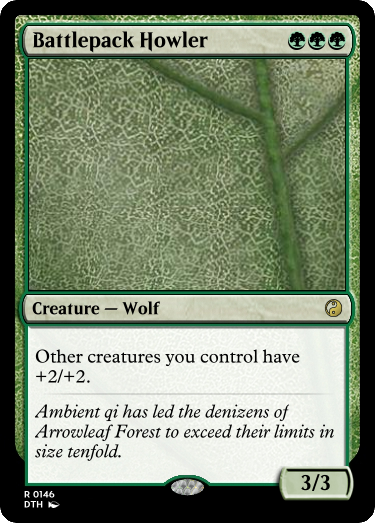 Battlepack Howler
Creature — Wolf
Other creatures you control have
+2/+2.
Ambient qi has led the denizens of
Arrowleaf Forest to exceed their limits in
size tenfold.
3/3
R 0146
DTH